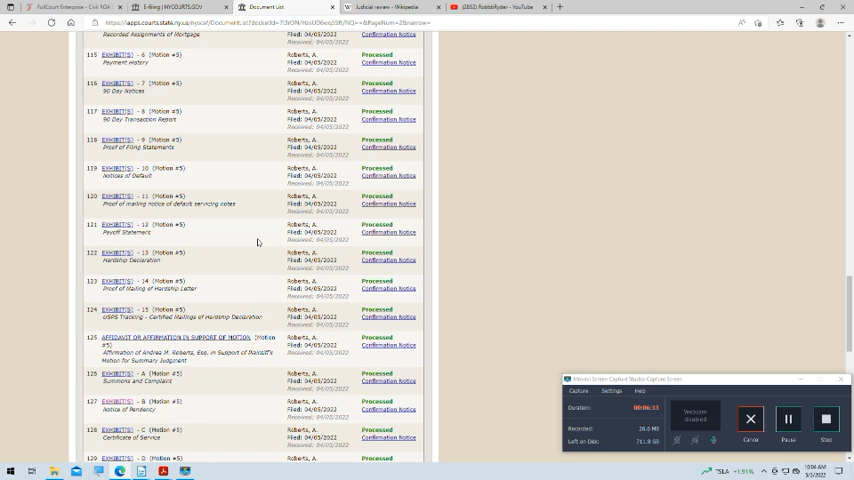 FullCourt Enterprise - Civil ROA
E-filing | NYCOURTS.GOV
Document List
Judicial review - Wikipedia
(2852) RobbbRyder - YouTube
Recorded Assignments of Mortgage Filed: 04/05/2022 Confirmation Notice
Received: 04/05/2022
115 EXHIBIT(S) - 6 (Motion #5) Roberts, A. Processed
Payment History Filed: 04/05/2022 Confirmation Notice
Received: 04/05/2022
116 EXHIBIT(S) - 7 (Motion #5) Roberts, A. Processed
90 Day Notices Filed: 04/05/2022 Confirmation Notice
Received: 04/05/2022
117 EXHIBIT(S) - 8 (Motion #5) Roberts, A. Processed
90 Day Transaction Report Filed: 04/05/2022 Confirmation Notice
Received: 04/05/2022
118 EXHIBIT(S) - 9 (Motion #5) Roberts, A. Processed
Proof of Filing Statements Filed: 04/05/2022 Confirmation Notice
Received: 04/05/2022
119 EXHIBIT(S) - 10 (Motion #5) Roberts, A. Processed
Notices of Default Filed: 04/05/2022 Confirmation Notice
Received: 04/05/2022
120 EXHIBIT(S) - 11 (Motion #5) Roberts, A. Processed
Proof of mailing notice of default servicing notes Filed: 04/05/2022 Confirmation Notice
Received: 04/05/2022
121 EXHIBIT(S) - 12 (Motion #5) Roberts, A. Processed
Payoff Statement Filed: 04/05/2022 Confirmation Notice
Received: 04/05/2022
122 EXHIBIT(S) - 13 (Motion #5) Roberts, A. Processed
Hardship Declaration Filed: 04/05/2022 Confirmation Notice
Received: 04/05/2022
123 EXHIBIT(S) - 14 (Motion #5) Roberts, A. Processed
Proof of Mailing of Hardship Letter Filed: 04/05/2022 Confirmation Notice
Received: 04/05/2022
124 EXHIBIT(S) - 15 (Motion #5) Roberts, A. Processed
USPS Tracking - Certified Mailings of Hardship Declaration Filed: 04/05/2022 Confirmation Notice
Received: 04/05/2022
125 AFFIDAVIT OR AFFIRMATION IN SUPPORT OF MOTION (Motion Roberts, A. Processed
#5) Filed: 04/05/2022 Confirmation Notice
Affirmation of Andrea M. Roberts, Esq. in Support of Plaintiff's Received: 04/05/2022
Motion for Summary Judgment
126 EXHIBIT(S) - A (Motion #5) Roberts, A. Processed
Summons and Complaint Filed: 04/05/2022 Confirmation Notice
Received: 04/05/2022
127 EXHIBIT(S) - B (Motion #5) Roberts, A. Processed
Notice of Pendency Filed: 04/05/2022 Confirmation Notice
Received: 04/05/2022
128 EXHIBIT(S) - C (Motion #5) Roberts, A. Processed
Certificate of Service Filed: 04/05/2022 Confirmation Notice
Received: 04/05/2022
129 EXHIBIT(S) - D (Motion #5) Roberts, A. Processed
Movavi Screen Capture Studio: Capture Screen
Capture Settings Help
Duration: 00:06:33
Recorded: 26.6 MB
Left on Disk: 711.9 GB
Webcam
disabled
Cancel Pause Stop
TSLA +1.91%
10:04 AM
5/3/2022